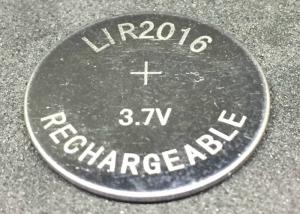 LIR2016
+
3.7V
RECHARGEABLE